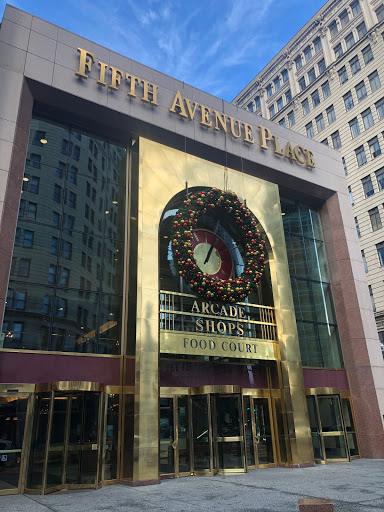 Fifth Avenue Place
ARCADE
SHOPS
FOOD COURT